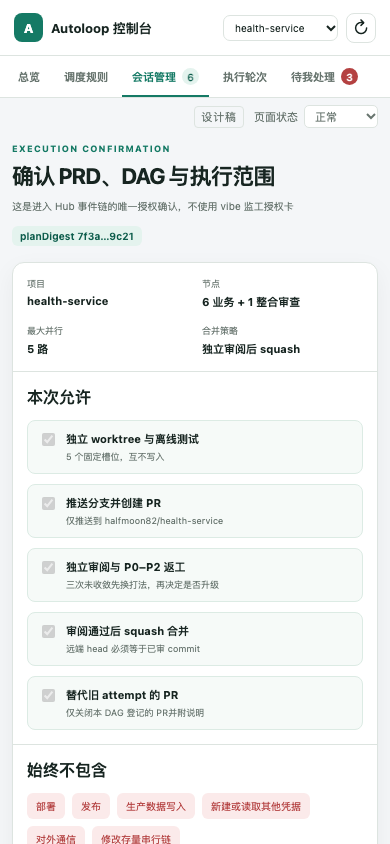 A Autoloop 控制台 health-service
总览 调度规则 会话管理 6 执行轮次 待我处理 3
设计稿 页面状态 正常
EXECUTION CONFIRMATION
确认 PRD、DAG 与执行范围
这是进入 Hub 事件链的唯一授权确认，不使用 vibe 监工授权卡
planDigest 7f3a…9c21
项目 节点
health-service 6 业务 + 1 整合审查
最大并行 合并策略
5 路 独立审阅后 squash
本次允许
独立 worktree 与离线测试
5 个固定槽位，互不写入
推送分支并创建 PR
仅推送到 halfmoon82/health-service
独立审阅与 P0–P2 返工
三次未收敛先换打法，再决定是否升级
审阅通过后 squash 合并
远端 head 必须等于已审 commit
替代旧 attempt 的 PR
仅关闭本 DAG 登记的 PR并附说明
始终不包含
部署 发布 生产数据写入 新建或读取其他凭据
对外通信 修改存量串行链